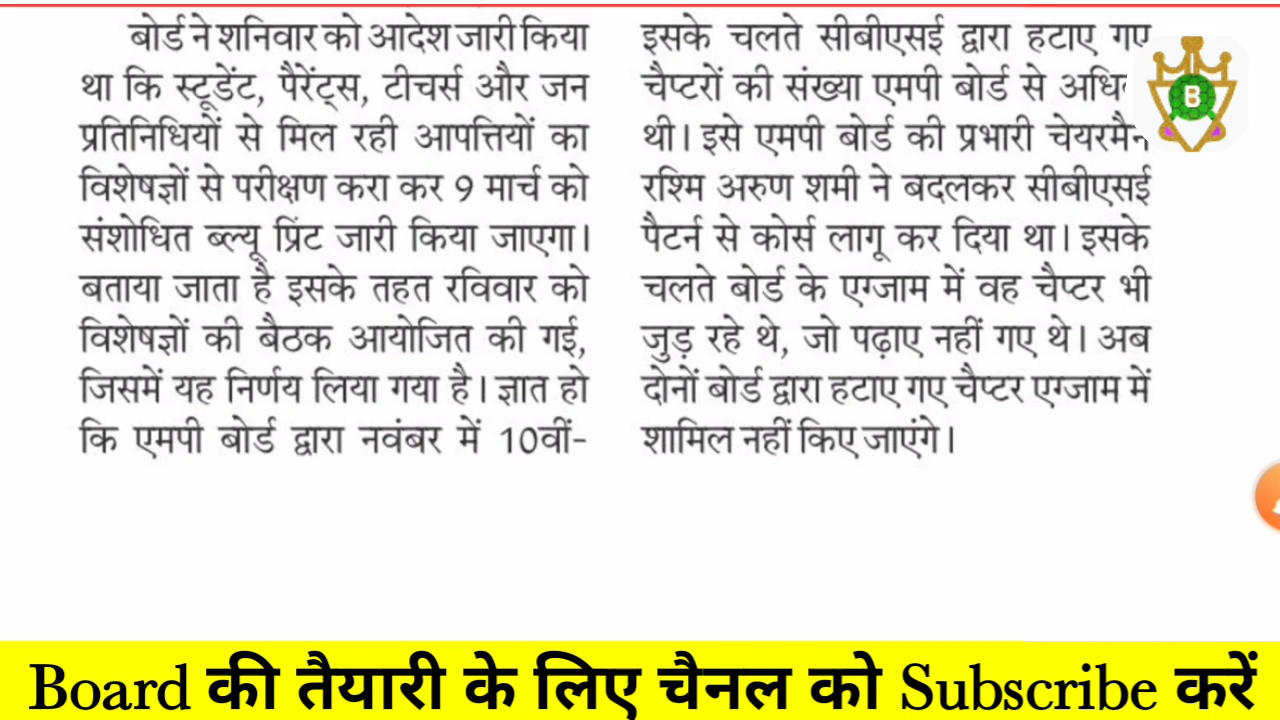 बोर्ड ने शनिवार को आदेश जारी किया
था कि स्टूडेंट, पैरेंट्स, टीचर्स और जन
प्रतिनिधियों से मिल रही आपत्तियों का
विशेषज्ञों से परीक्षण करा कर 9 मार्च को
संशोधित ब्ल्यू प्रिंट जारी किया जाएगा।
बताया जाता है इसके तहत रविवार को
विशेषज्ञों की बैठक आयोजित की गई,
जिसमें यह निर्णय लिया गया है। ज्ञात हो
कि एमपी बोर्ड द्वारा नवंबर में 10वीं-
इसके चलते सीबीएसई द्वारा हटाए गए
चैप्टरों की संख्या एमपी बोर्ड से
थी। इसे एमपी बोर्ड की प्रभारी चेयरमैन
रश्मि अरुण शमी ने बदलकर सीबीएसई
पैटर्न से कोर्स लागू कर दिया था। इसके
चलते बोर्ड के एग्जाम में वह चैप्टर भी
जुड़ रहे थे, जो पढ़ाए नहीं गए थे। अब
दोनों बोर्ड द्वारा हटाए गए चैप्टर एग्जाम में
शामिल नहीं किए जाएंगे।
B
Board की तैयारी के लिए चैनल को Subscribe करें